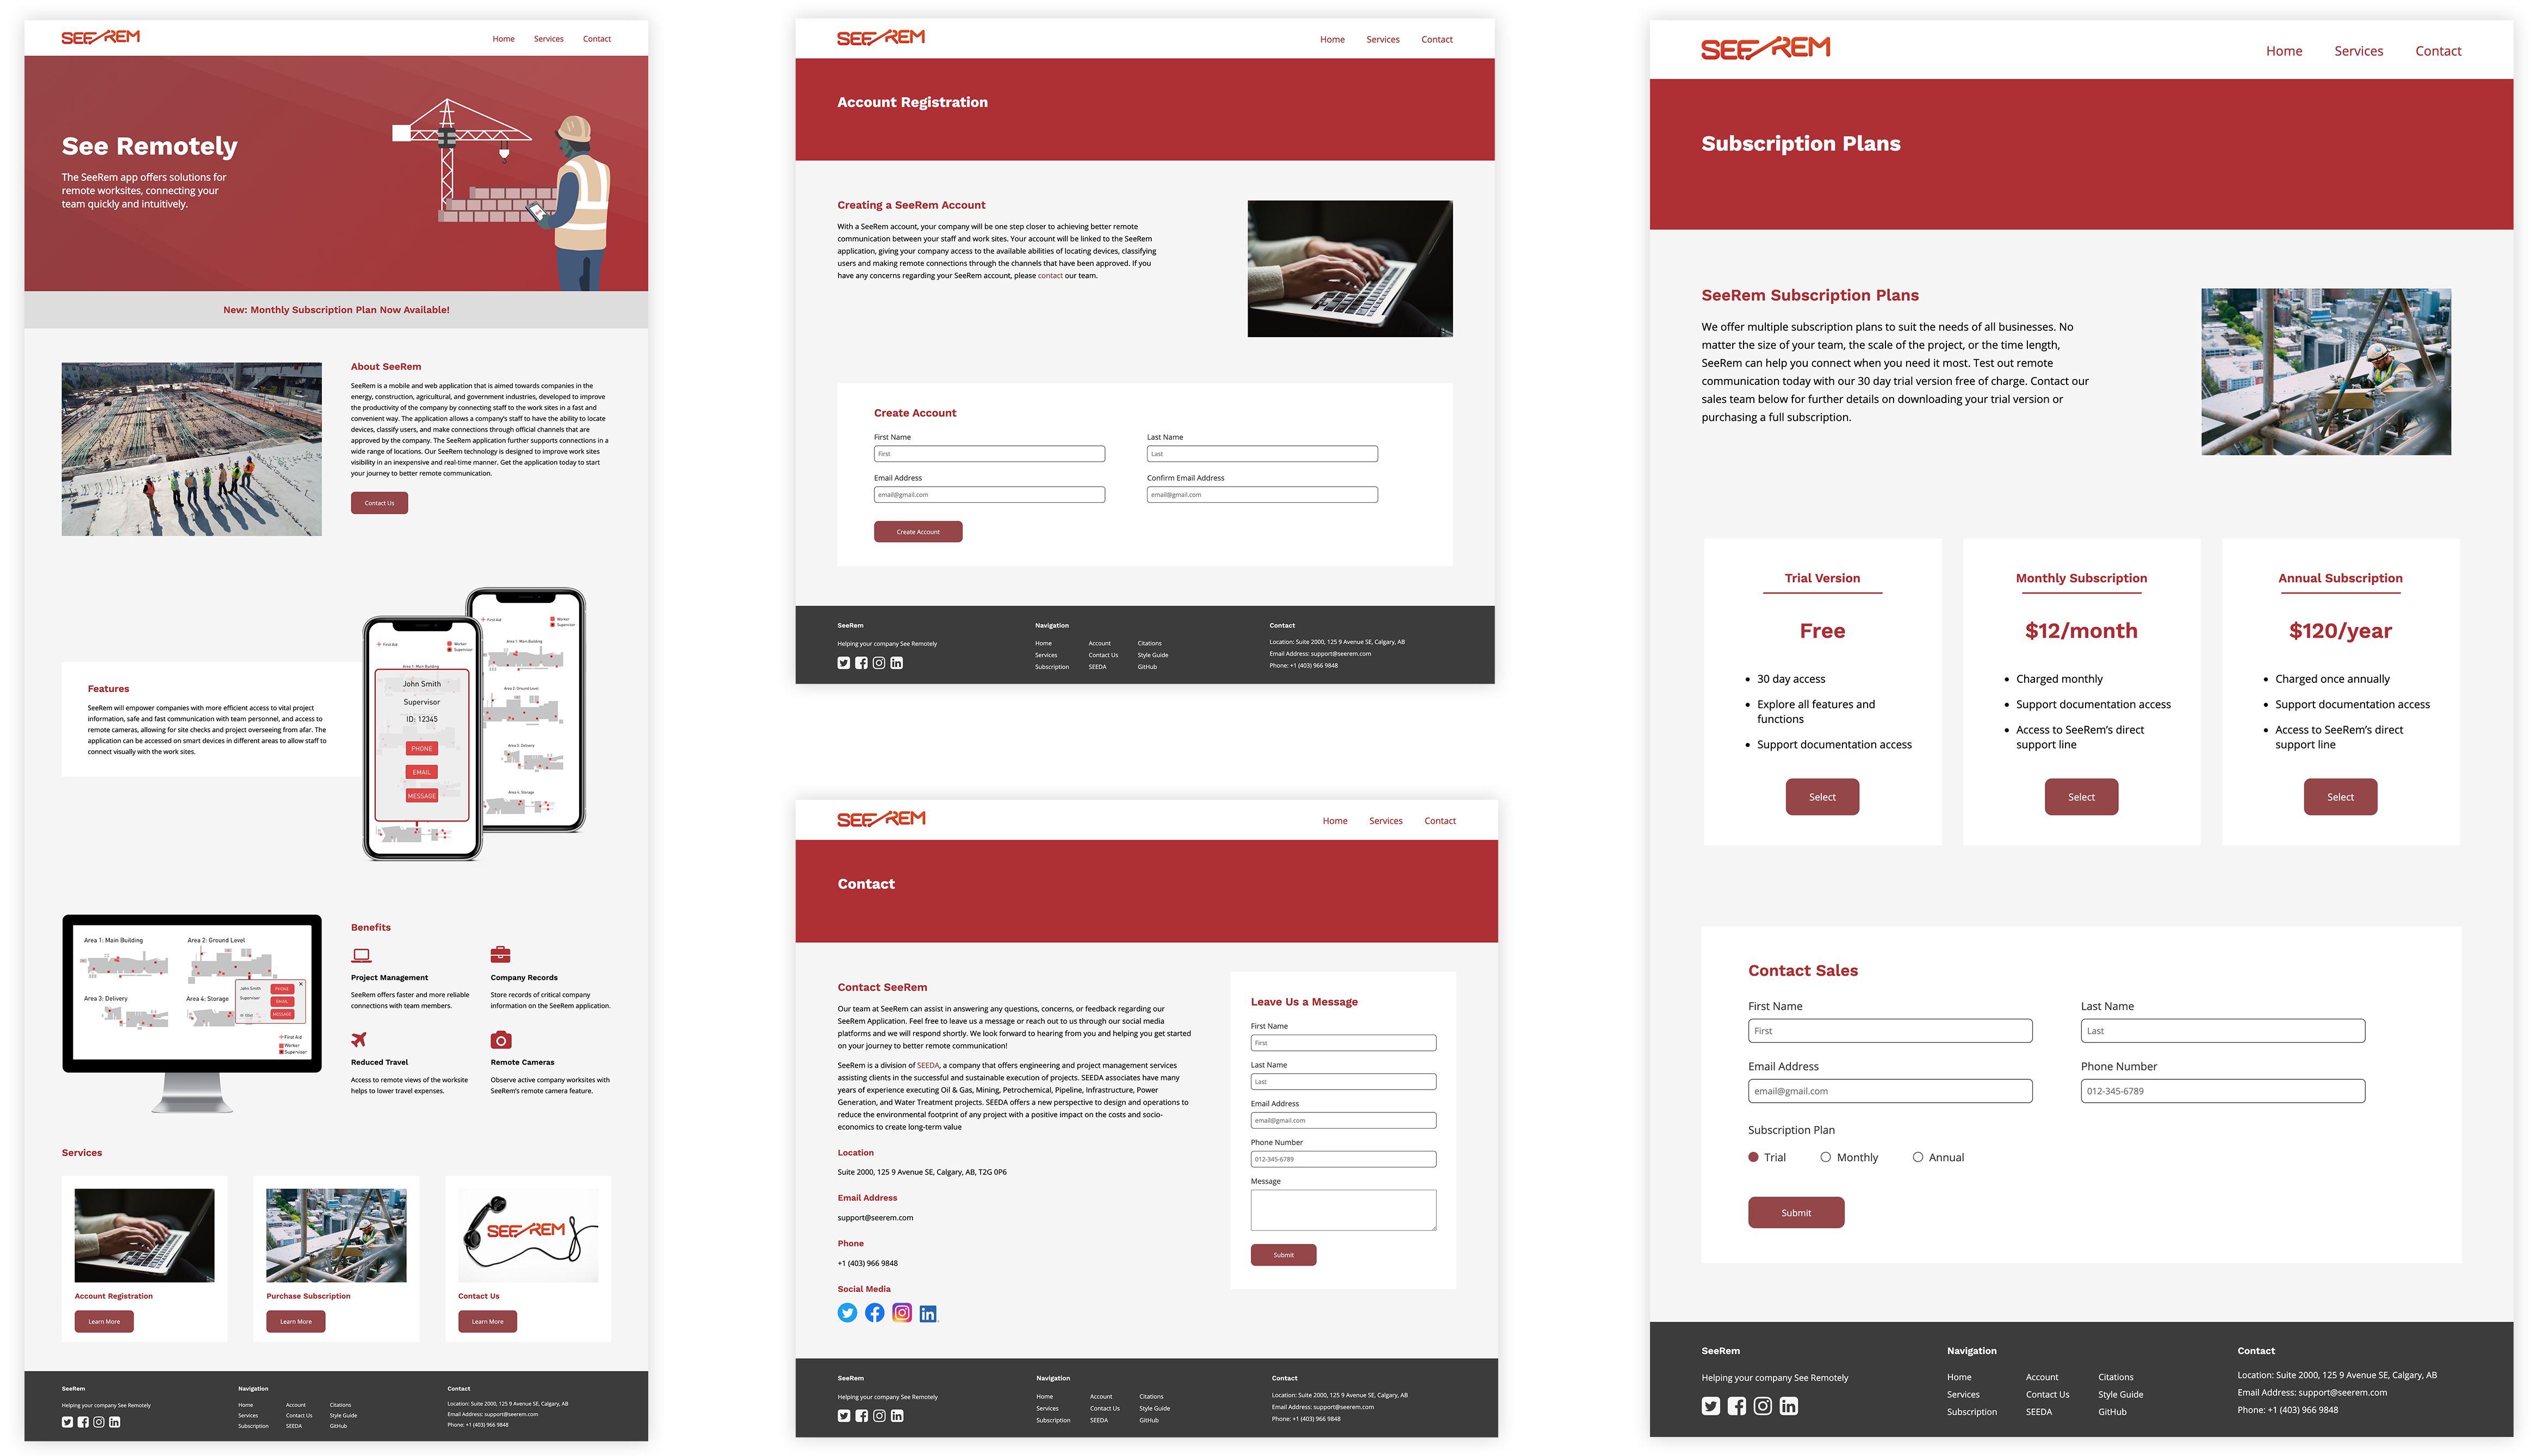 SEEREM
Home Services Contact
See Remotely
The SeeRem app offers solutions for
remote worksites, connecting your
team quickly and intuitively.
New: Monthly Subscription Plan Now Available!
About SeeRem
SeeRem is a mobile and web application that is aimed towards companies in the
energy, construction, agricultural, and government industries, developed to improve
the productivity of the company by connecting staff to the work sites in a fast and
convenient way. The application allows a company's staff to have the ability to locate
devices, classify users, and make connections through official channels that are
approved by the company. The SeeRem application further supports connections in a
wide range of locations. Our SeeRem technology is designed to improve work sites
visibility in an inexpensive and real-time manner. Get the application today to start
your journey to better remote communication.
Contact Us
Features
SeeRem will empower companies with more efficient access to vital project
information, safe and fast communication with team personnel, and access to
remote cameras, allowing for site checks and project overseeing from afar. The
application can be accessed on smart devices in different areas to allow staff to
connect visually with the work sites.
First Aid
Worker
Supervisor
Area 1: Main Building
John Smith
Supervisor
ID: 12345
PHONE
EMAIL
MESSAGE
First Aid
Worker
Supervisor
Area 1: Main Building
Area 2: Ground Level
Area 3: Delivery
Area 4: Storage
Area 1: Main Building
Area 2: Ground Level
Area 3: Delivery
Area 4: Storage
John Smith
Supervisor
ID: 12345
PHONE
EMAIL
MESSAGE
First Aid
Worker
Supervisor
Benefits
Project Management
SeeRem offers faster and more reliable
connections with team members.
Company Records
Store records of critical company
information on the SeeRem application.
Reduced Travel
Access to remote views of the worksite
helps to lower travel expenses.
Remote Cameras
Observe active company worksites with
SeeRem's remote camera feature.
Services
Account Registration
Learn More
Purchase Subscription
Learn More
SEEREM
Contact Us
Learn More
SeeRem
Helping your company See Remotely
Navigation
Home Account Citations
Services Contact Us Style Guide
Subscription SEEDA GitHub
Contact
Location: Suite 2000, 125 9 Avenue SE, Calgary, AB
Email Address: support@seerem.com
Phone: +1 (403) 966 9848
SEEREM
Home Services Contact
Account Registration
Creating a SeeRem Account
With a SeeRem account, your company will be one step closer to achieving better remote
communication between your staff and work sites. Your account will be linked to the SeeRem
application, giving your company access to the available abilities of locating devices, classifying
users and making remote connections through the channels that have been approved. If you
have any concerns regarding your SeeRem account, please contact our team.
Create Account
First Name
First
Last Name
Last
Email Address
email@gmail.com
Confirm Email Address
email@gmail.com
Create Account
SeeRem
Helping your company See Remotely
Navigation
Home Account Citations
Services Contact Us Style Guide
Subscription SEEDA GitHub
Contact
Location: Suite 2000, 125 9 Avenue SE, Calgary, AB
Email Address: support@seerem.com
Phone: +1 (403) 966 9848
SEEREM
Home Services Contact
Contact
Contact SeeRem
Our team at SeeRem can assist in answering any questions, concerns, or feedback regarding our
SeeRem Application. Feel free to leave us a message or reach out to us through our social media
platforms and we will respond shortly. We look forward to hearing from you and helping you get started
on your journey to better remote communication!
SeeRem is a division of SEEDA, a company that offers engineering and project management services
assisting clients in the successful and sustainable execution of projects. SEEDA associates have many
years of experience executing Oil & Gas, Mining, Petrochemical, Pipeline, Infrastructure, Power
Generation, and Water Treatment projects. SEEDA offers a new perspective to design and operations to
reduce the environmental footprint of any project with a positive impact on the costs and socio-
economics to create long-term value
Location
Suite 2000, 125 9 Avenue SE, Calgary, AB, T2G 0P6
Email Address
support@seerem.com
Phone
+1 (403) 966 9848
Social Media
Leave Us a Message
First Name
First
Last Name
Last
Email Address
email@gmail.com
Phone Number
012-345-6789
Message
Submit
SeeRem
Helping your company See Remotely
Navigation
Home Account Citations
Services Contact Us Style Guide
Subscription SEEDA GitHub
Contact
Location: Suite 2000, 125 9 Avenue SE, Calgary, AB
Email Address: support@seerem.com
Phone: +1 (403) 966 9848
SEEREM
Home Services Contact
Subscription Plans
SeeRem Subscription Plans
We offer multiple subscription plans to suit the needs of all businesses. No
matter the size of your team, the scale of the project, or the time length,
SeeRem can help you connect when you need it most. Test out remote
communication today with our 30 day trial version free of charge. Contact our
sales team below for further details on downloading your trial version or
purchasing a full subscription.
Trial Version
Free
30 day access
Explore all features and
functions
Support documentation access
Select
Monthly Subscription
$12/month
Charged monthly
Support documentation access
Access to SeeRem's direct
support line
Select
Annual Subscription
$120/year
Charged once annually
Support documentation access
Access to SeeRem's direct
support line
Select
Contact Sales
First Name
First
Last Name
Last
Email Address
email@gmail.com
Phone Number
012-345-6789
Subscription Plan
Trial Monthly Annual
Submit
SeeRem
Helping your company See Remotely
Navigation
Home Account Citations
Services Contact Us Style Guide
Subscription SEEDA GitHub
Contact
Location: Suite 2000, 125 9 Avenue SE, Calgary, AB
Email Address: support@seerem.com
Phone: +1 (403) 966 9848